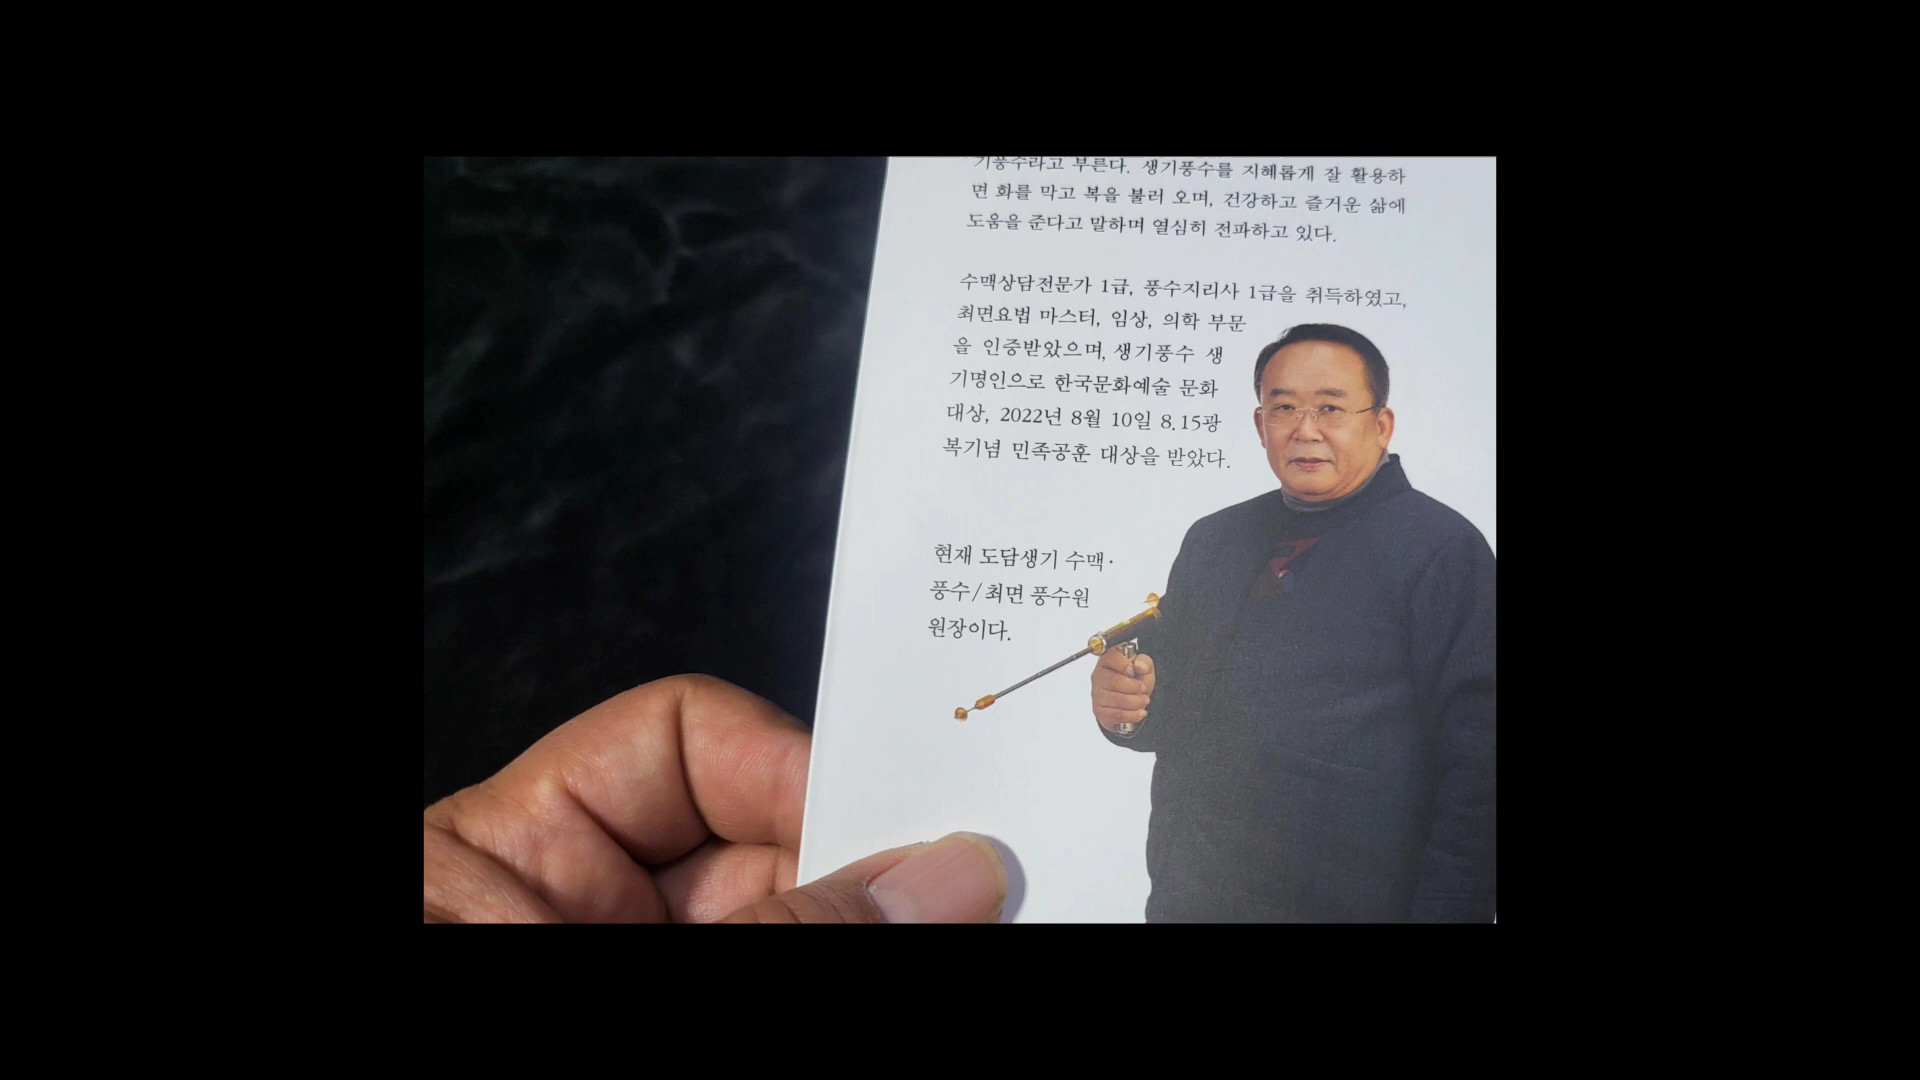 기풍수라고 부른다. 생기풍수를 지혜롭게 잘 활용하
면 화를 막고 복을 불러 오며, 건강하고 즐거운 삶에
도움을 준다고 말하며 열심히 전파하고 있다.
수맥상담전문가 1급, 풍수지리사 1급을 취득하였고,
최면요법 마스터, 임상, 의학 부문
을 인증받았으며, 생기풍수 생
기명인으로 한국문화예술 문화
대상, 2022년 8월 10일 8.15광
복기념 민족공훈 대상을 받았다.
현재 도담생기 수맥·
풍수/최면 풍수원
원장이다.